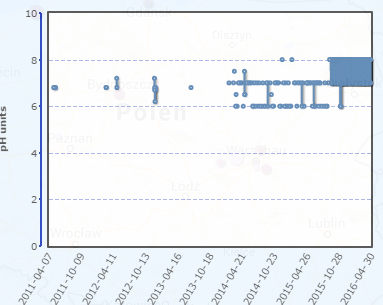 10
Gdańsk
Olsztyn
8
Bydgoszcz
6
Polen
pH units
Poznań
Warszawa
4
Łódź
2
Wrocław
Lublin
0
2011-04-07
2011-10-09
2012-04-11
2012-10-13
2013-04-16
2013-10-18
2014-04-21
2014-10-23
2015-04-26
2015-10-28
2016-04-30